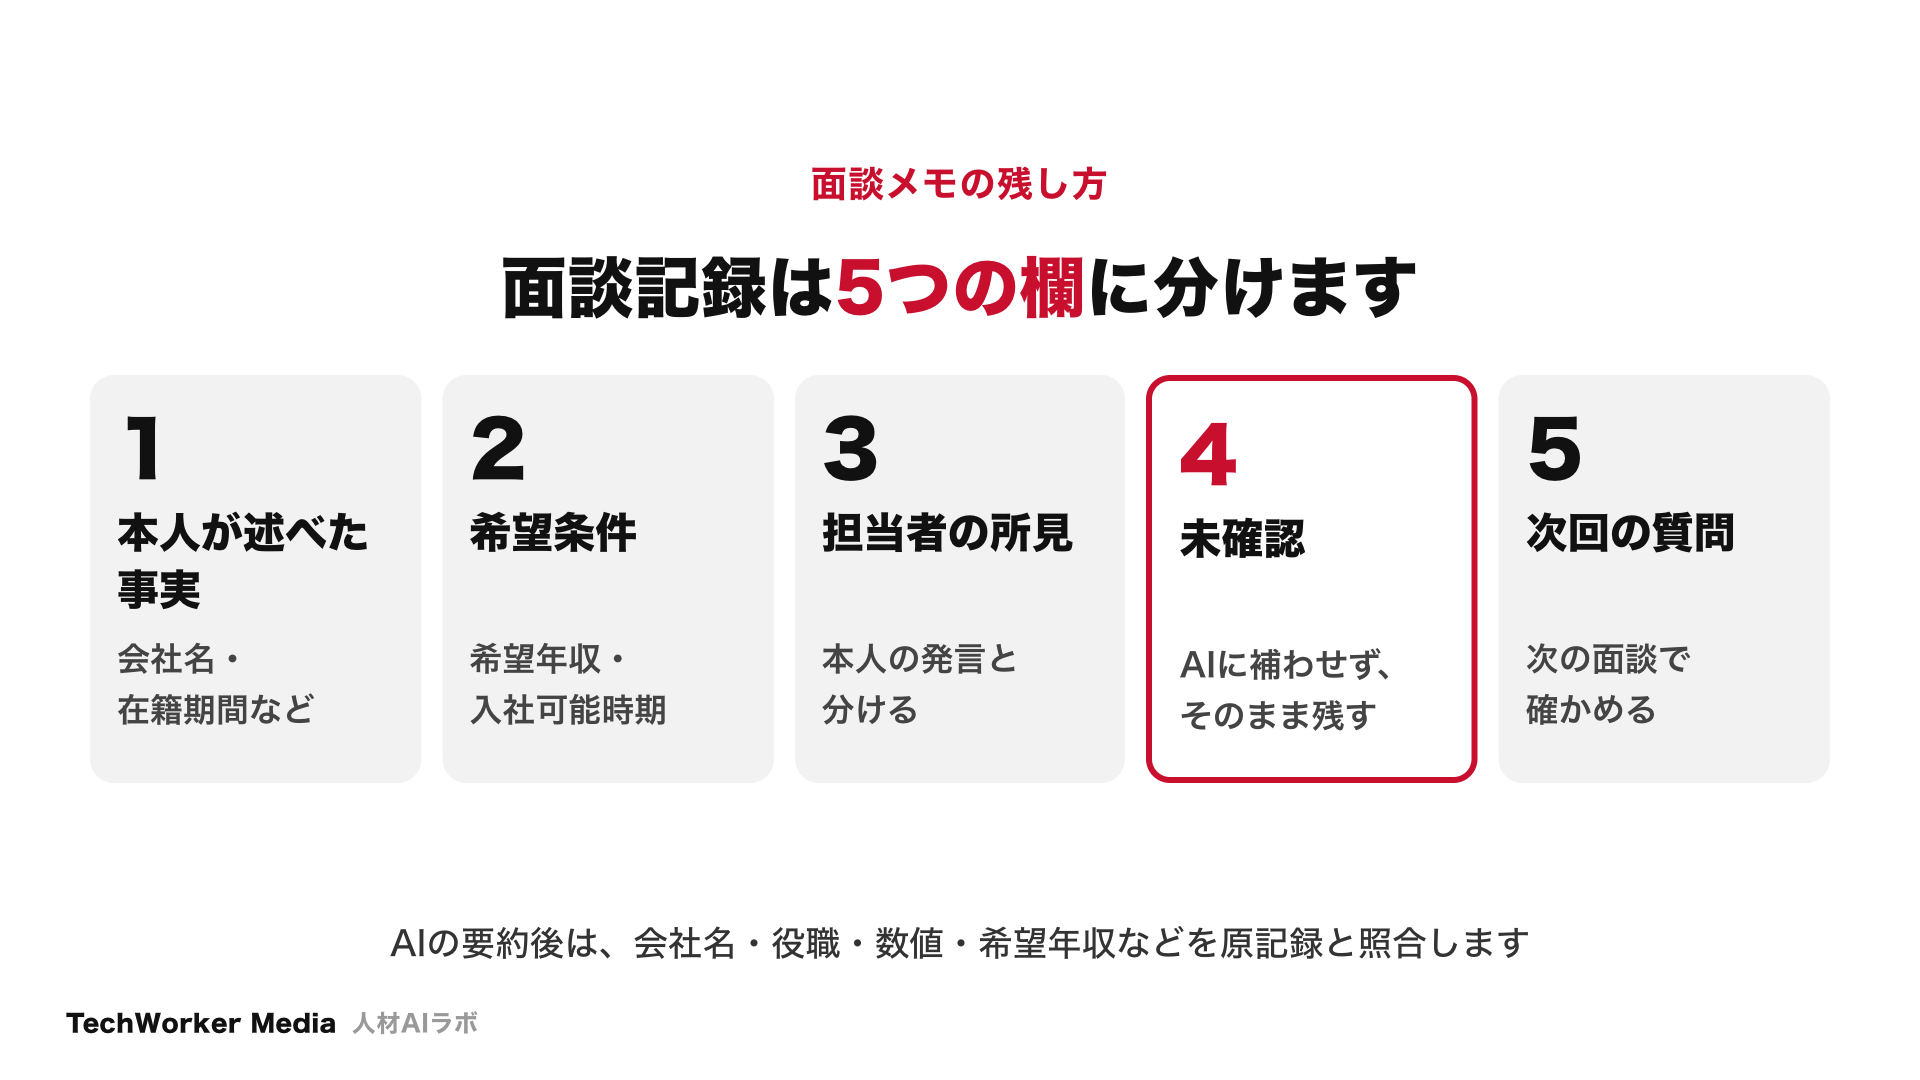 面談メモの残し方
面談記録は5つの欄に分けます
1
本人が述べた
事実
会社名・
在籍期間など
2
希望条件
希望年収・
入社可能時期
3
担当者の所見
本人の発言と
分ける
4
未確認
AIに補わせず、
そのまま残す
5
次回の質問
次の面談で
確かめる
AIの要約後は、会社名・役職・数値・希望年収などを原記録と照合します
TechWorker Media 人材AIラボ